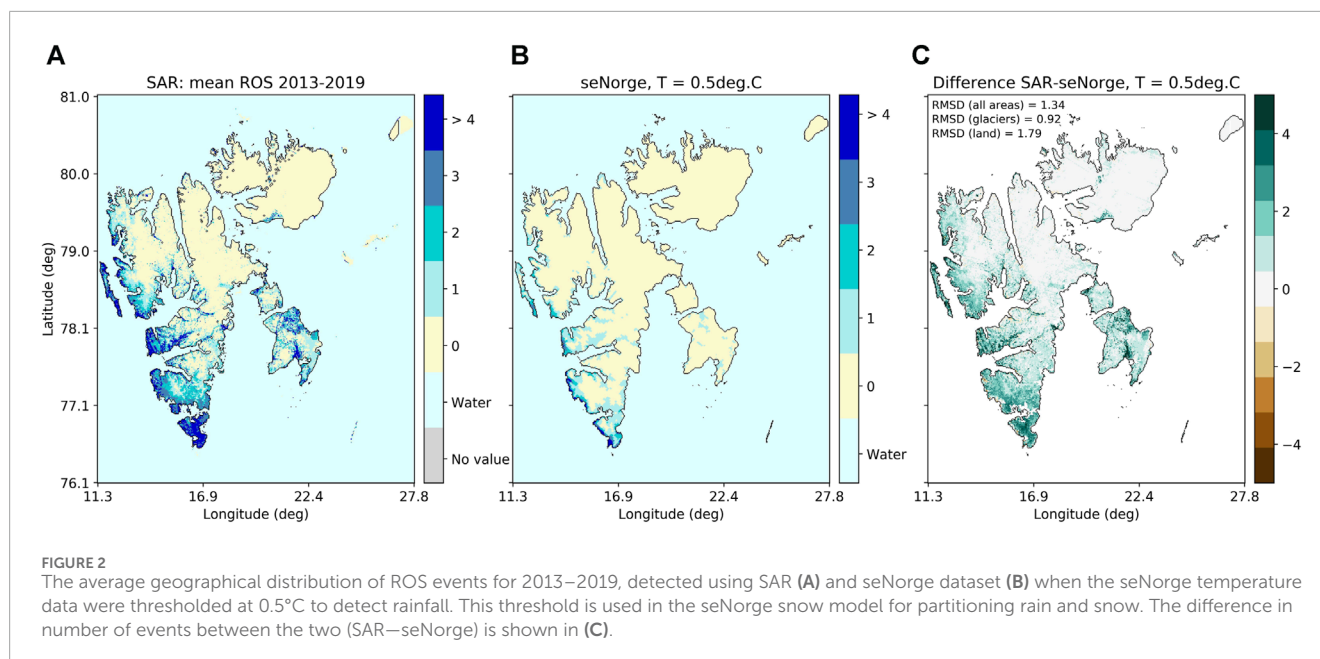 A
SAR: mean ROS 2013-2019
81.0
80.0
79.0
78.1
77.1
76.1
Latitude (deg)
11.3
16.9
22.4
27.8
Longitude (deg)
> 4
3
2
1
0
Water
No value
B
seNorge, T = 0.5deg.C
11.3
16.9
22.4
27.8
Longitude (deg)
> 4
3
2
1
0
Water
C
Difference SAR-seNorge, T = 0.5deg.C
RMSD (all areas) = 1.34
RMSD (glaciers) = 0.92
RMSD (land) = 1.79
11.3
16.9
22.4
27.8
Longitude (deg)
4
2
0
−2
−4
FIGURE 2
The average geographical distribution of ROS events for 2013–2019, detected using SAR (A) and seNorge dataset (B) when the seNorge temperature
data were thresholded at 0.5°C to detect rainfall. This threshold is used in the seNorge snow model for partitioning rain and snow. The difference in
number of events between the two (SAR—seNorge) is shown in (C).